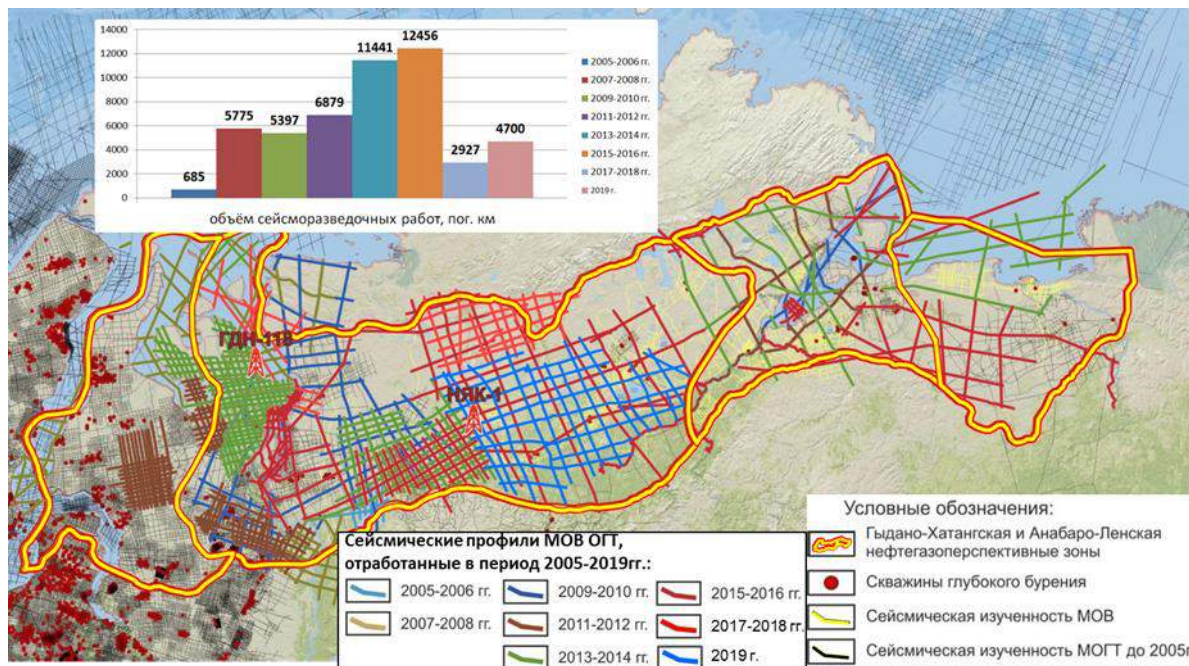 14000
12000
10000
8000
6000
4000
2000
0
685
5775
5397
6879
11441
12456
2927
4700
2005-2006 гг.
2007-2008 гг.
2009-2010 гг.
2011-2012 гг.
2013-2014 гг.
2015-2016 гг.
2017-2018 гг.
2019 г.
объём сейсморазведочных работ, пог. км
ГДН-118
НЯК-1
Сейсмические профили МОВ ОГТ,
отработанные в период 2005-2019гг.:
2005-2006 гг.
2007-2008 гг.
2009-2010 гг.
2011-2012 гг.
2013-2014 гг.
2015-2016 гг.
2017-2018 гг.
2019 г.
Условные обозначения:
Гыдано-Хатангская и Анабаро-Ленская
нефтегазоперспективные зоны
Скважины глубокого бурения
Сейсмическая изученность МОВ
Сейсмическая изученность МОГТ до 2005г